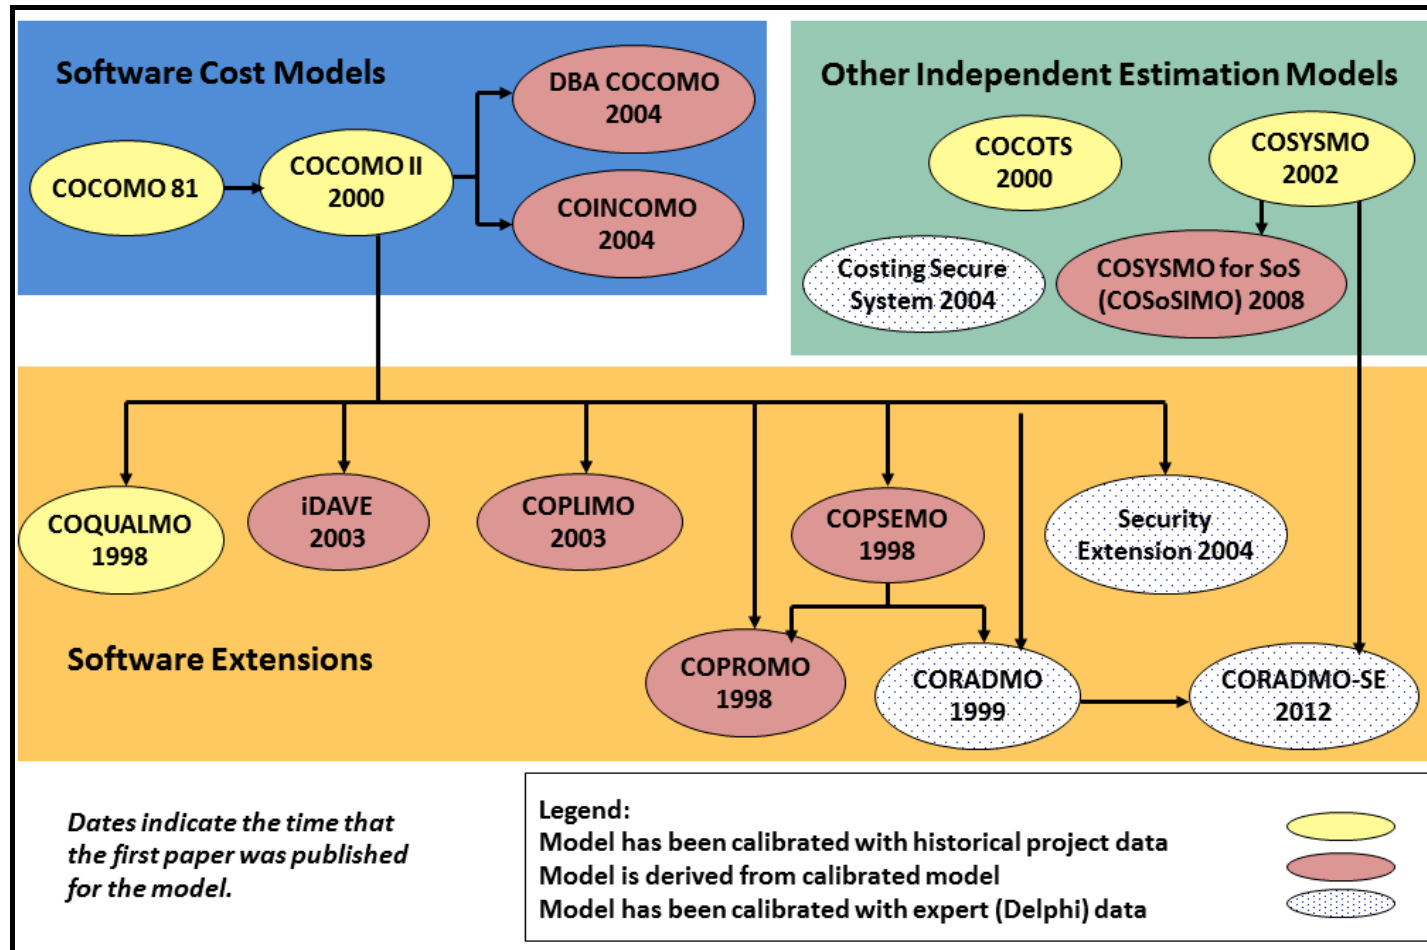 Software Cost Models
DBA COCOMO
2004
COCOMO 81
COCOMO II
2000
COINCOMO
2004
Other Independent Estimation Models
COCOTS
2000
COSYSMO
2002
Costing Secure
System 2004
COSYSMO for SoS
(COSoSIMO) 2008
COQUALMO
1998
iDAVE
2003
COPLIMO
2003
COPSEMO
1998
Security
Extension 2004
Software Extensions
COPROMO
1998
CORADMO
1999
CORADMO-SE
2012
Dates indicate the time that
the first paper was published
for the model.
Legend:
Model has been calibrated with historical project data
Model is derived from calibrated model
Model has been calibrated with expert (Delphi) data